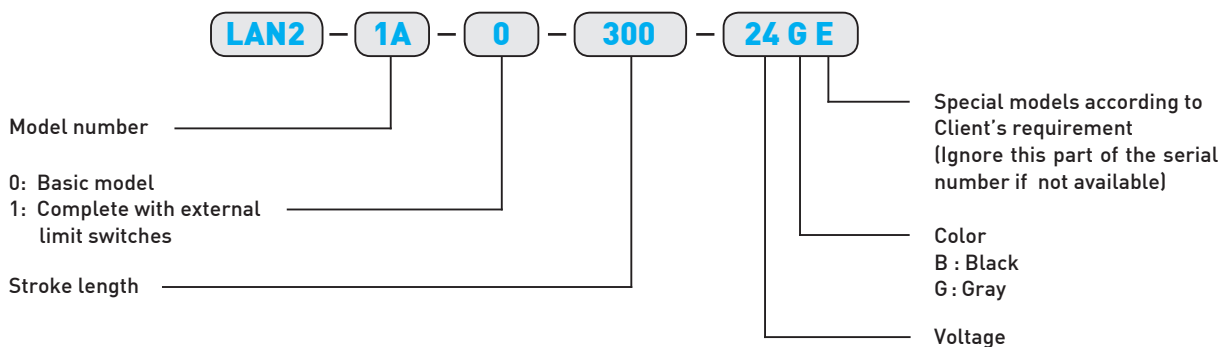 LAN2 – 1A – 0 – 300 – 24 G E
Model number
0: Basic model
1: Complete with external
limit switches
Stroke length
Special models according to
Client's requirement
(Ignore this part of the serial
number if not available)
Color
B : Black
G : Gray
Voltage